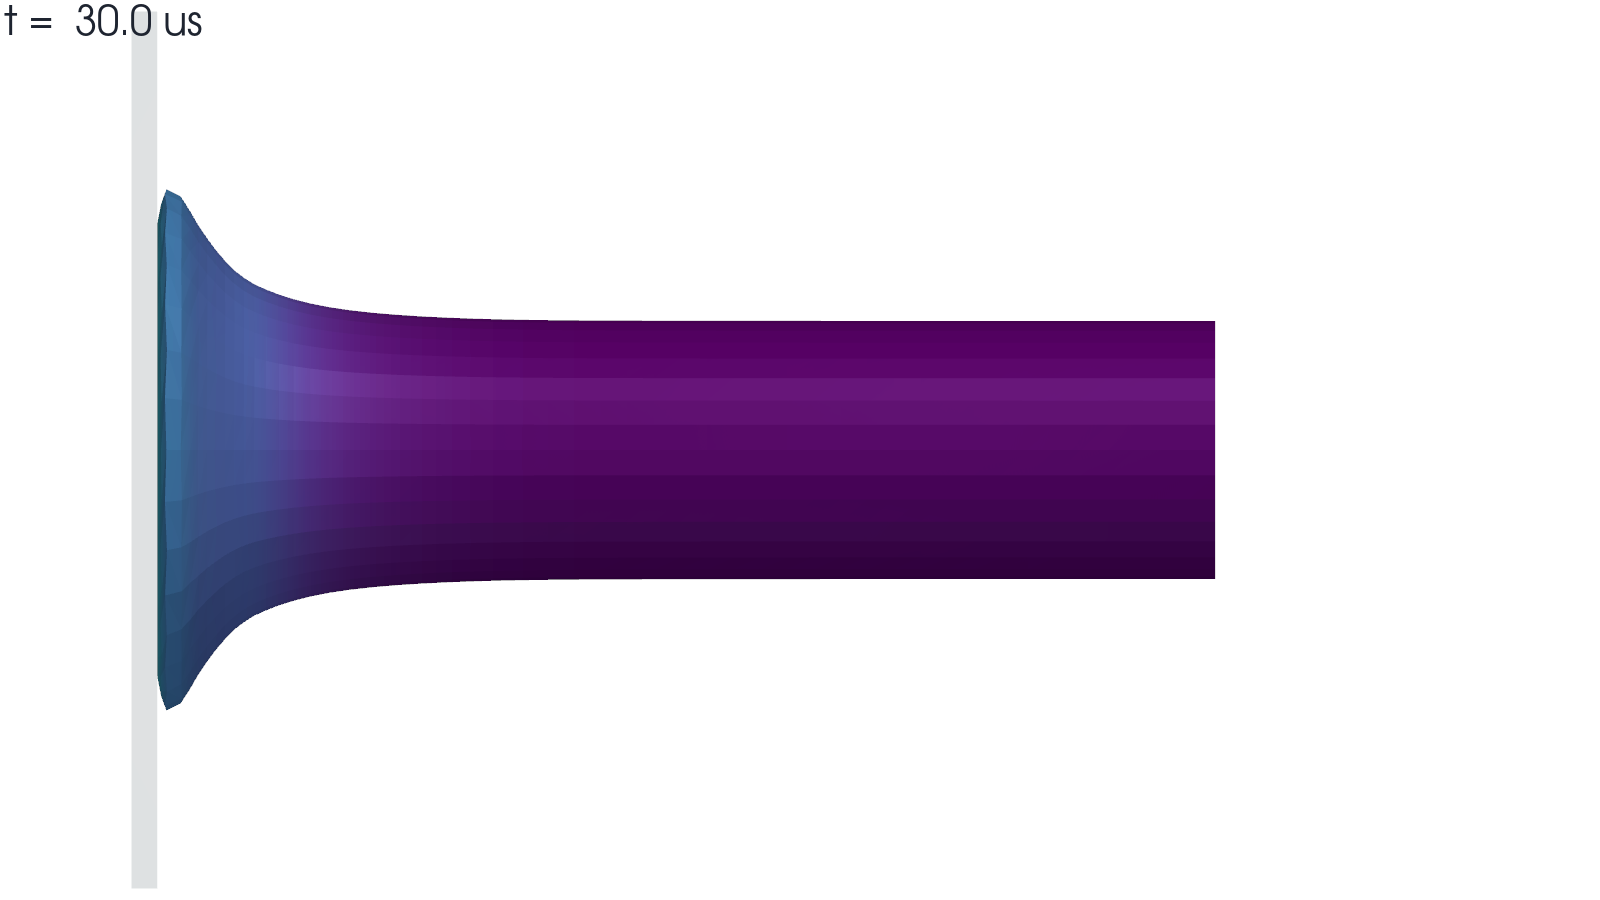 t =  30.0 us